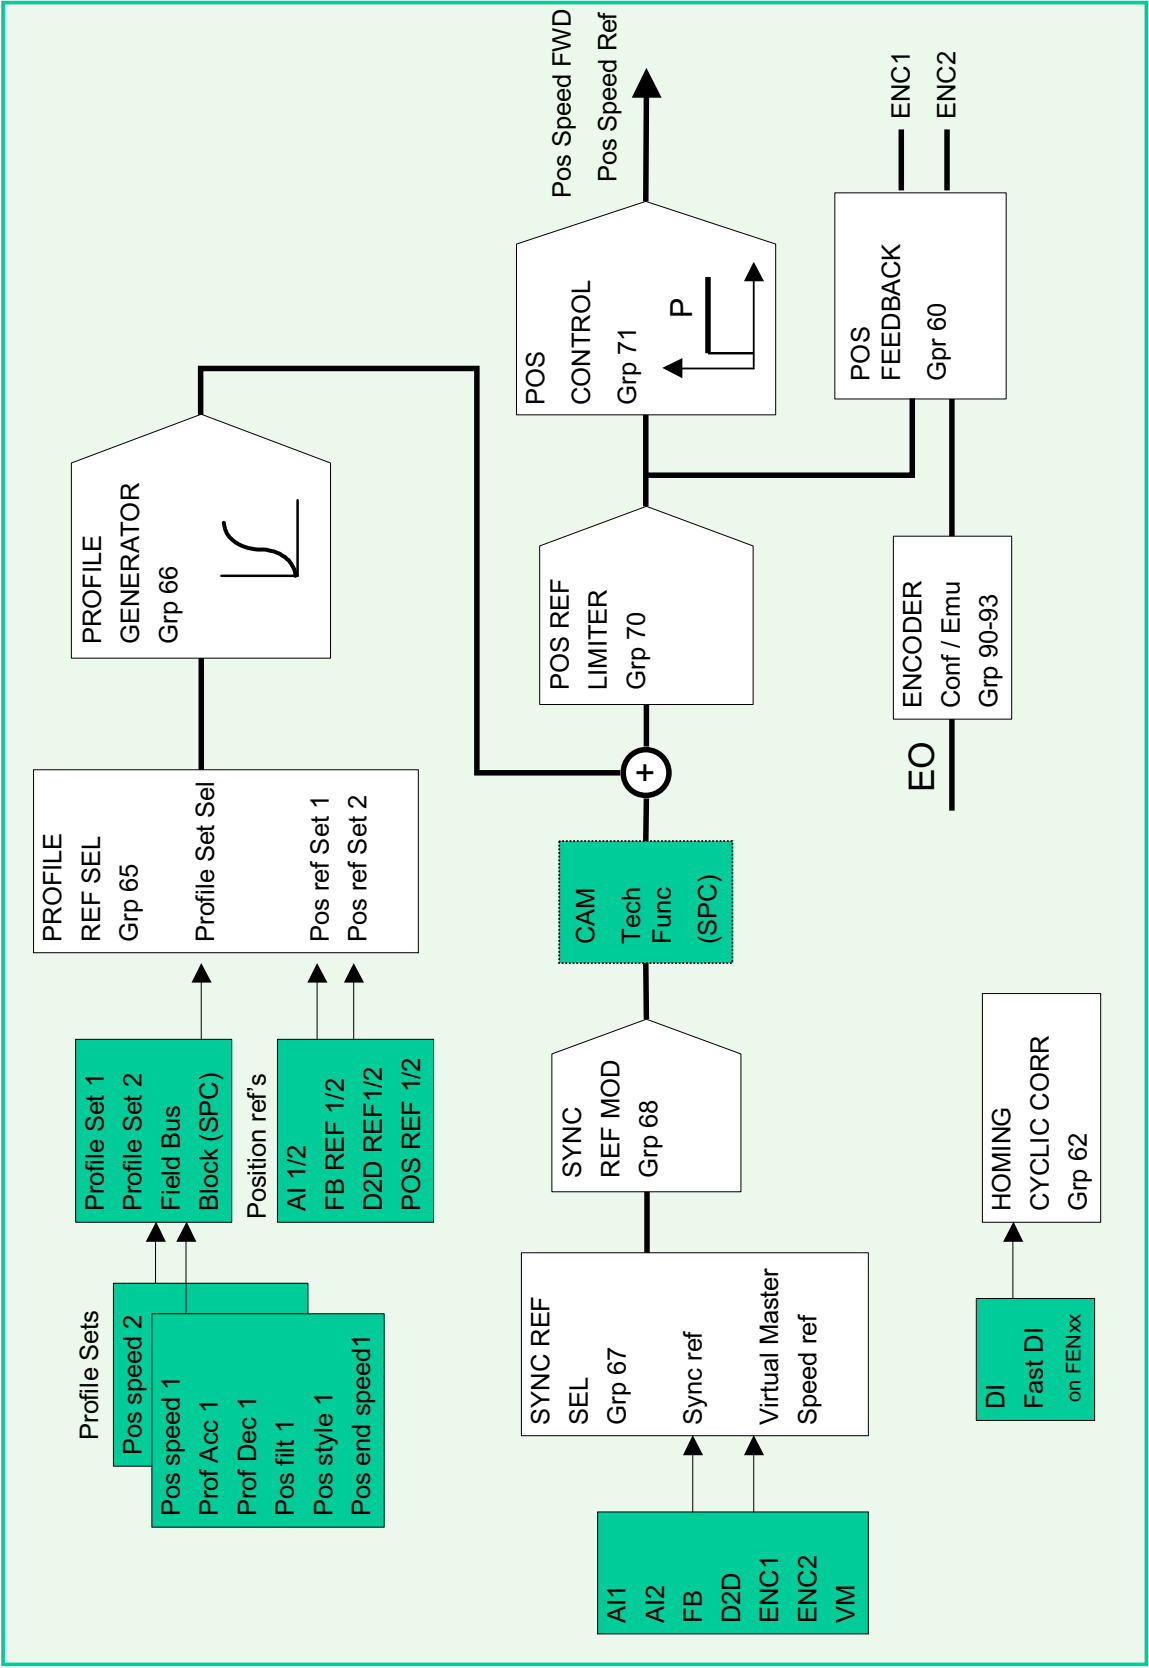 Profile Sets
Pos speed 2
Pos speed 1
Prof Acc 1
Prof Dec 1
Pos filt 1
Pos style 1
Pos end speed1
Profile Set 1
Profile Set 2
Field Bus
Block (SPC)
Position ref's
AI 1/2
FB REF 1/2
D2D REF1/2
POS REF 1/2
PROFILE
REF SEL
Grp 65
Profile Set Sel
Pos ref Set 1
Pos ref Set 2
PROFILE
GENERATOR
Grp 66
AI1
AI2
FB
D2D
ENC1
ENC2
VM
SYNC REF
SEL
Grp 67
Sync ref
Virtual Master
Speed ref
SYNC
REF MOD
Grp 68
CAM
Tech
Func
(SPC)
+
POS REF
LIMITER
Grp 70
POS
CONTROL
Grp 71
P
Pos Speed FWD
Pos Speed Ref
DI
Fast DI
on FENxx
HOMING
CYCLIC CORR
Grp 62
EO
ENCODER
Conf / Emu
Grp 90-93
POS
FEEDBACK
Gpr 60
ENC1
ENC2